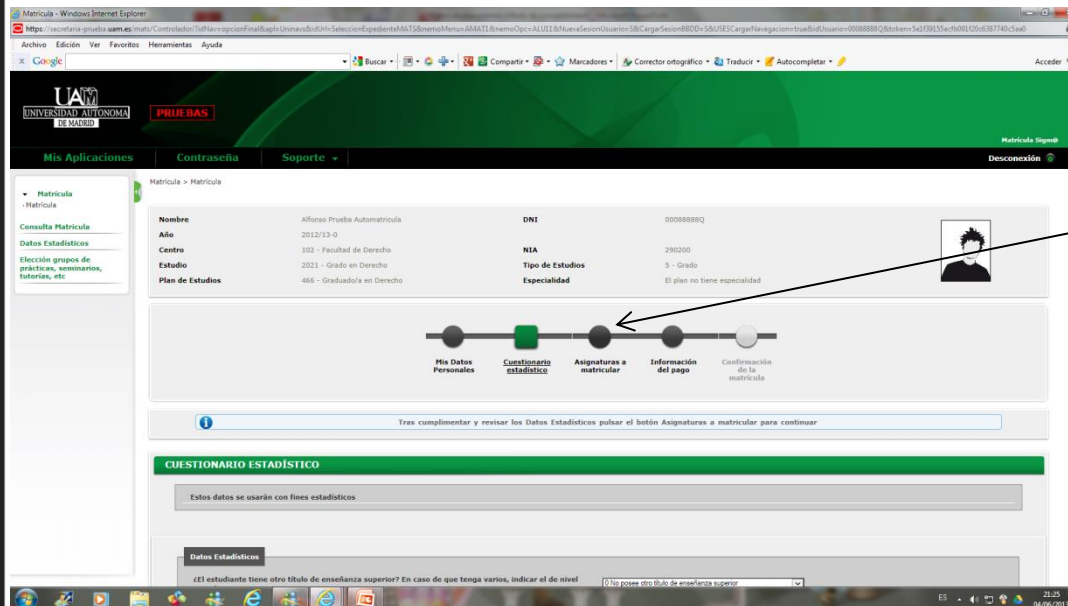 Matrícula - Windows Internet Explorer
Archivo Edición Ver Favoritos Herramientas Ayuda
x Google Buscar Compartir Marcadores Corrector ortográfico Traducir Autocompletar Acceder
UAM
UNIVERSIDAD AUTONOMA
DE MADRID
PRUEBAS
Matrícula Sigm@
Mis Aplicaciones Contraseña Soporte Desconexión
Matrícula
Matrícula
Consulta Matricula
Datos Estadísticos
Elección grupos de
prácticas, seminarios,
tutorías, etc
Matrícula > Matrícula
Nombre Alfonso Prueba Automatricula DNI 00088888Q
Año 2012/13-0
Centro 102 - Facultad de Derecho NIA 290200
Estudio 2021 - Grado en Derecho Tipo de Estudios 5 - Grado
Plan de Estudios 466 - Graduado/a en Derecho Especialidad El plan no tiene especialidad
Mis Datos
Personales
Cuestionario
estadístico
Asignaturas a
matricular
Información
del pago
Confirmación
de la
matrícula
Tras cumplimentar y revisar los Datos Estadísticos pulsar el botón Asignaturas a matricular para continuar
CUESTIONARIO ESTADÍSTICO
Estos datos se usarán con fines estadísticos
Datos Estadísticos
¿El estudiante tiene otro título de enseñanza superior? En caso de que tenga varios, indicar el de nivel
0 No posee otro título de enseñanza superior
ES 21:25
04/06/2013